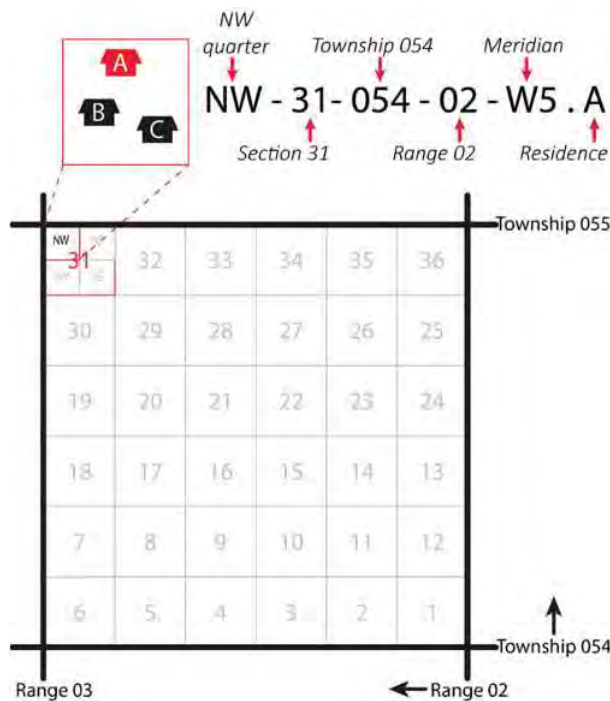 NW
quarter
Township 054
Meridian
NW - 31- 054 - 02 - W5 . A
Section 31
Range 02
Residence
A
B
C
Township 055
NW NE
31 32 33 34 35 36
SW SE
30 29 28 27 26 25
19 20 21 22 23 24
18 17 16 15 14 13
7 8 9 10 11 12
6 5 4 3 2 1
Township 054
Range 03
Range 02